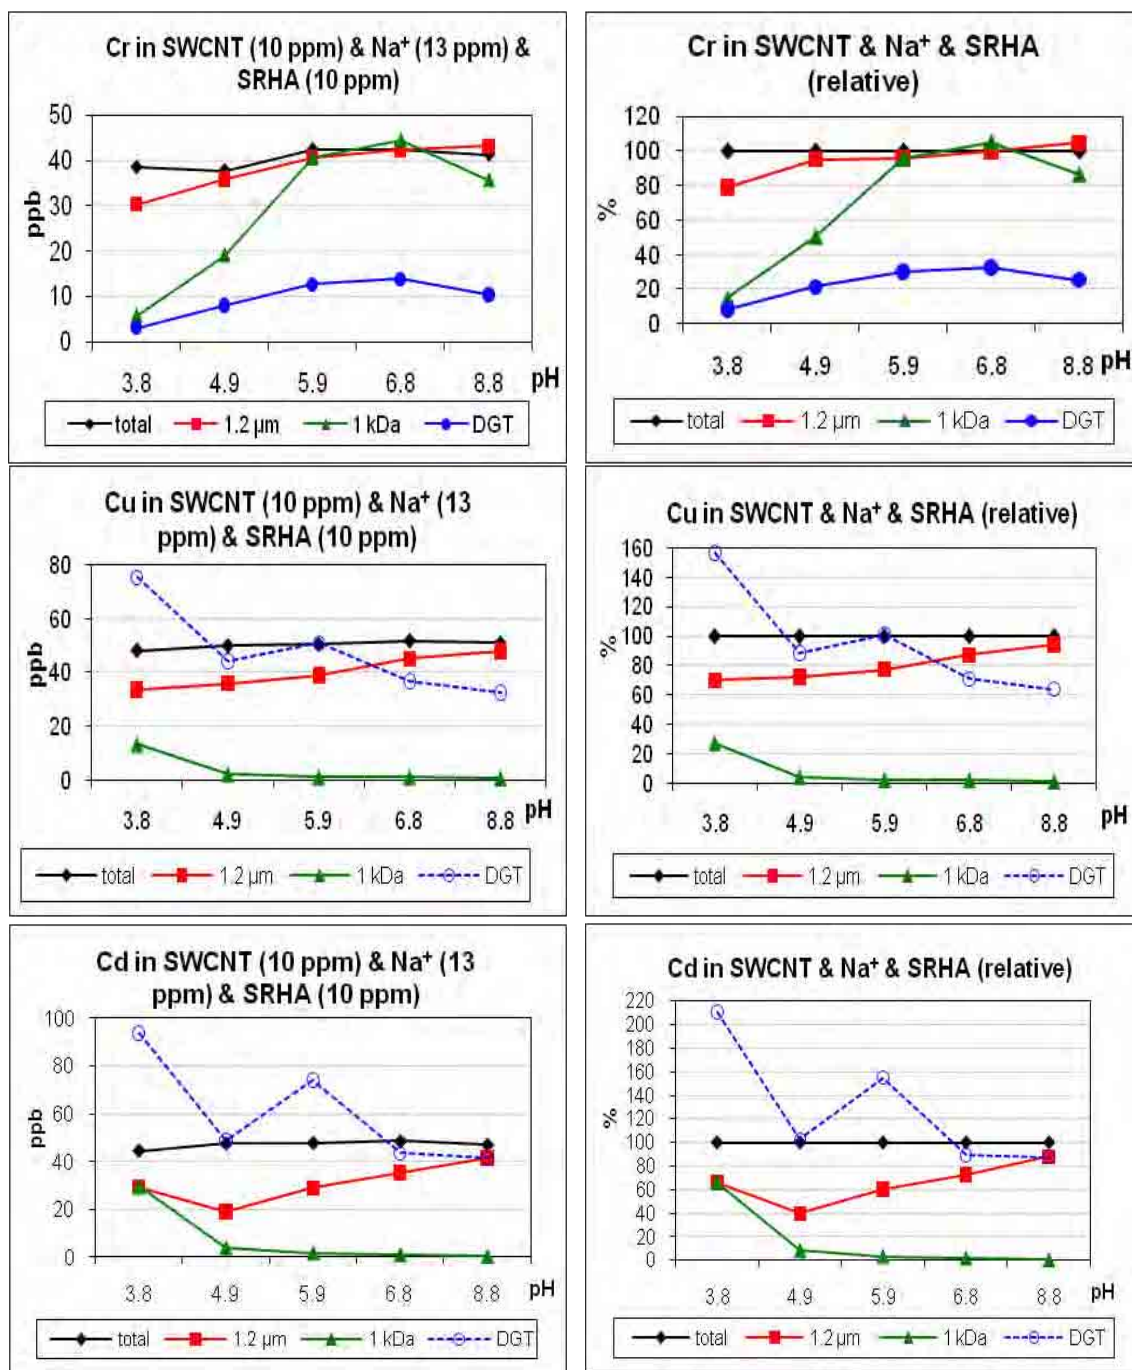 Cr in SWCNT (10 ppm) & Na⁺ (13 ppm) &
SRHA (10 ppm)
50
40
30
20
10
0
ppb
3.8 4.9 5.9 6.8 8.8 pH
total 1.2 µm 1 kDa DGT
Cr in SWCNT & Na⁺ & SRHA
(relative)
120
100
80
60
40
20
0
%
3.8 4.9 5.9 6.8 8.8 pH
total 1.2 µm 1 kDa DGT
Cu in SWCNT (10 ppm) & Na⁺ (13
ppm) & SRHA (10 ppm)
80
60
40
20
0
ppb
3.8 4.9 5.9 6.8 8.8 pH
total 1.2 µm 1 kDa DGT
Cu in SWCNT & Na⁺ & SRHA (relative)
160
140
120
100
80
60
40
20
0
%
3.8 4.9 5.9 6.8 8.8 pH
total 1.2 µm 1 kDa DGT
Cd in SWCNT (10 ppm) & Na⁺ (13
ppm) & SRHA (10 ppm)
100
80
60
40
20
0
ppb
3.8 4.9 5.9 6.8 8.8 pH
total 1.2 µm 1 kDa DGT
Cd in SWCNT & Na⁺ & SRHA (relative)
220
200
180
160
140
120
100
80
60
40
20
0
%
3.8 4.9 5.9 6.8 8.8 pH
total 1.2 µm 1 kDa DGT